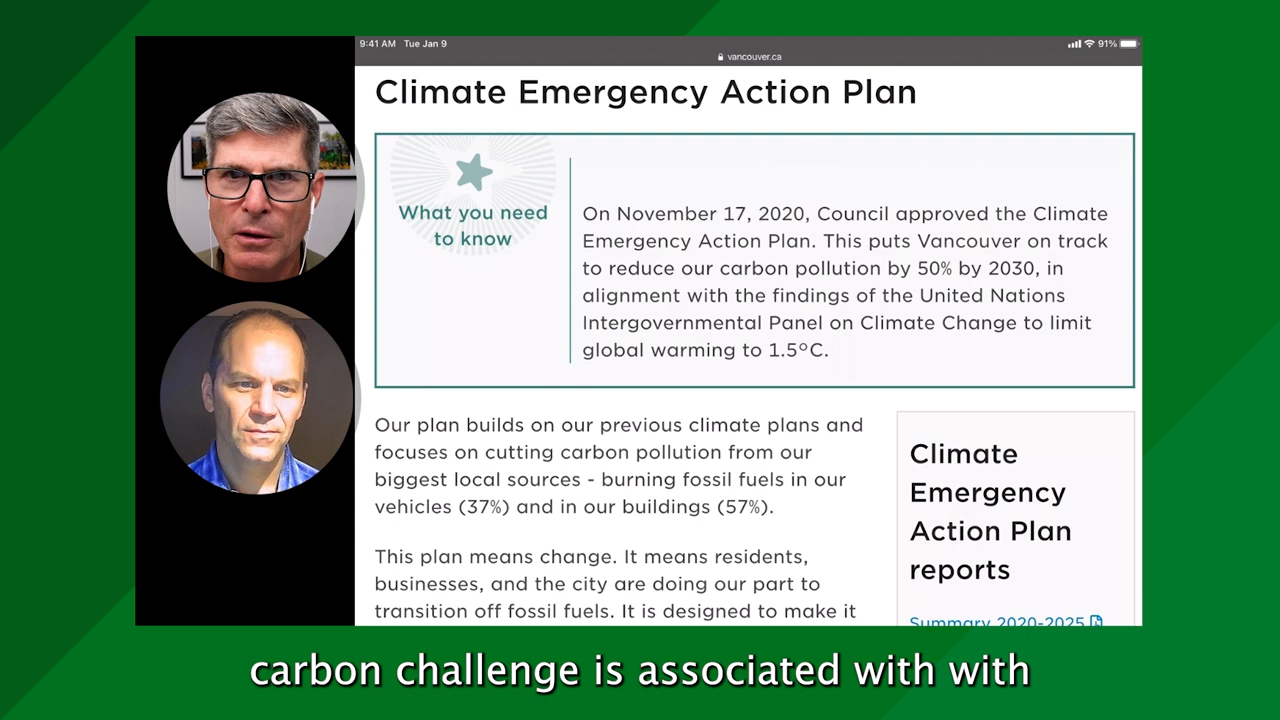 9:41 AM Tue Jan 9
91%
vancouver.ca
Climate Emergency Action Plan
What you need
to know
On November 17, 2020, Council approved the Climate
Emergency Action Plan. This puts Vancouver on track
to reduce our carbon pollution by 50% by 2030, in
alignment with the findings of the United Nations
Intergovernmental Panel on Climate Change to limit
global warming to 1.5°C.
Our plan builds on our previous climate plans and
focuses on cutting carbon pollution from our
biggest local sources - burning fossil fuels in our
vehicles (37%) and in our buildings (57%).
This plan means change. It means residents,
businesses, and the city are doing our part to
transition off fossil fuels. It is designed to make it
Climate
Emergency
Action Plan
reports
Summary 2020-2025
carbon challenge is associated with with